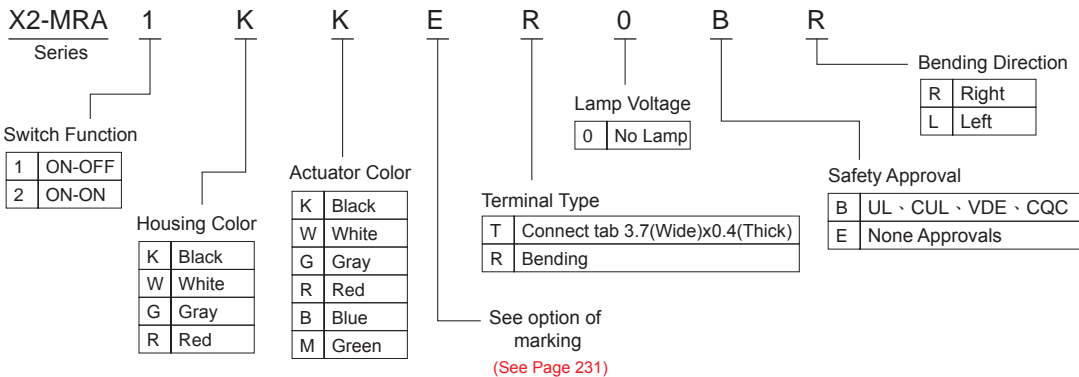 X2-MRA 1 K K E R 0 B R
Series
Bending Direction
R Right
L Left
Lamp Voltage
0 No Lamp
Switch Function
1 ON-OFF
2 ON-ON
Actuator Color
K Black
W White
G Gray
R Red
B Blue
M Green
Safety Approval
B UL、CUL、VDE、CQC
E None Approvals
Terminal Type
T Connect tab 3.7(Wide)x0.4(Thick)
R Bending
Housing Color
K Black
W White
G Gray
R Red
See option of
marking
(See Page 231)